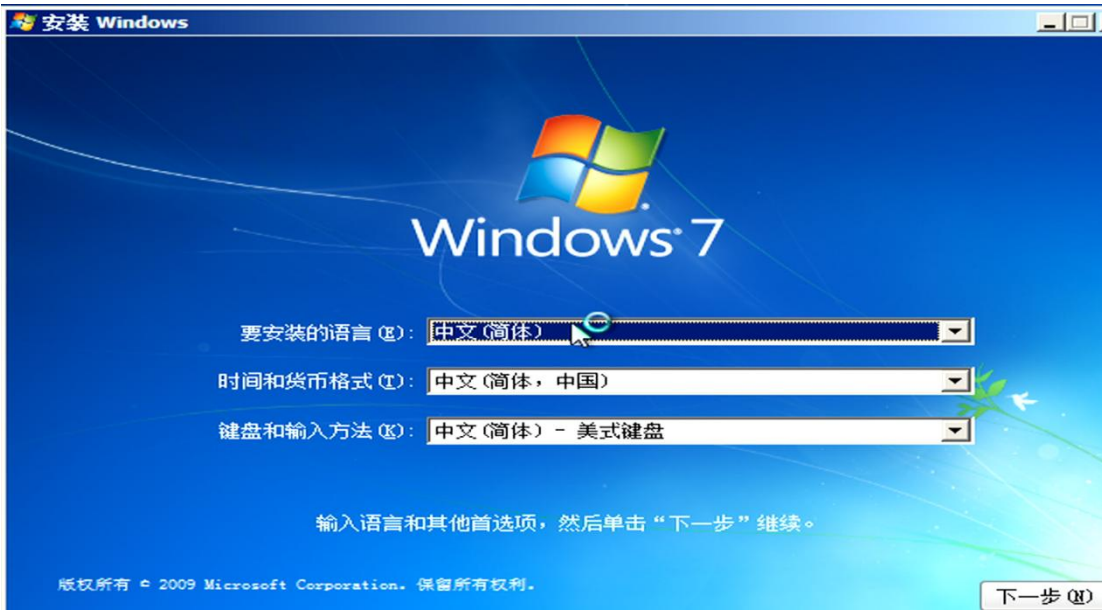 安装 Windows
Windows 7
要安装的语言(E): 中文(简体)
时间和货币格式(T): 中文(简体，中国)
键盘和输入方法(K): 中文(简体) - 美式键盘
输入语言和其他首选项，然后单击“下一步”继续。
版权所有 © 2009 Microsoft Corporation。保留所有权利。
下一步(N)